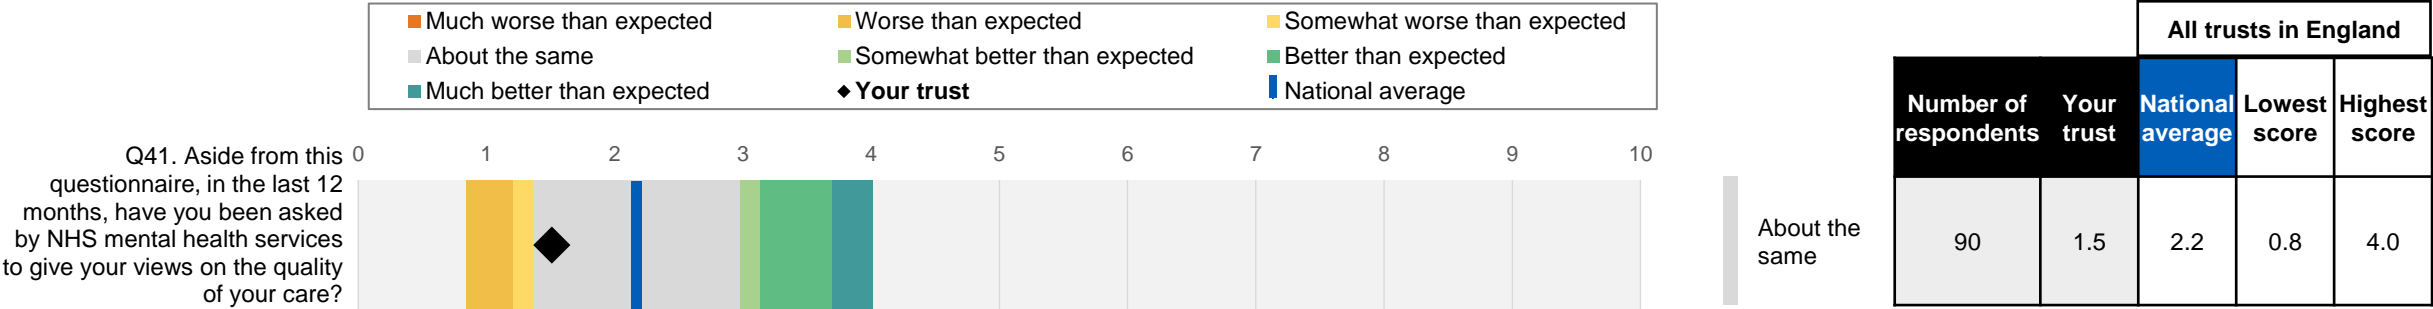 Much worse than expected
Worse than expected
Somewhat worse than expected
About the same
Somewhat better than expected
Better than expected
Much better than expected
Your trust
National average
All trusts in England
Number of respondents
Your trust
National average
Lowest score
Highest score
Q41. Aside from this
questionnaire, in the last 12
months, have you been asked
by NHS mental health services
to give your views on the quality
of your care?
0 1 2 3 4 5 6 7 8 9 10
About the
same
90 1.5 2.2 0.8 4.0